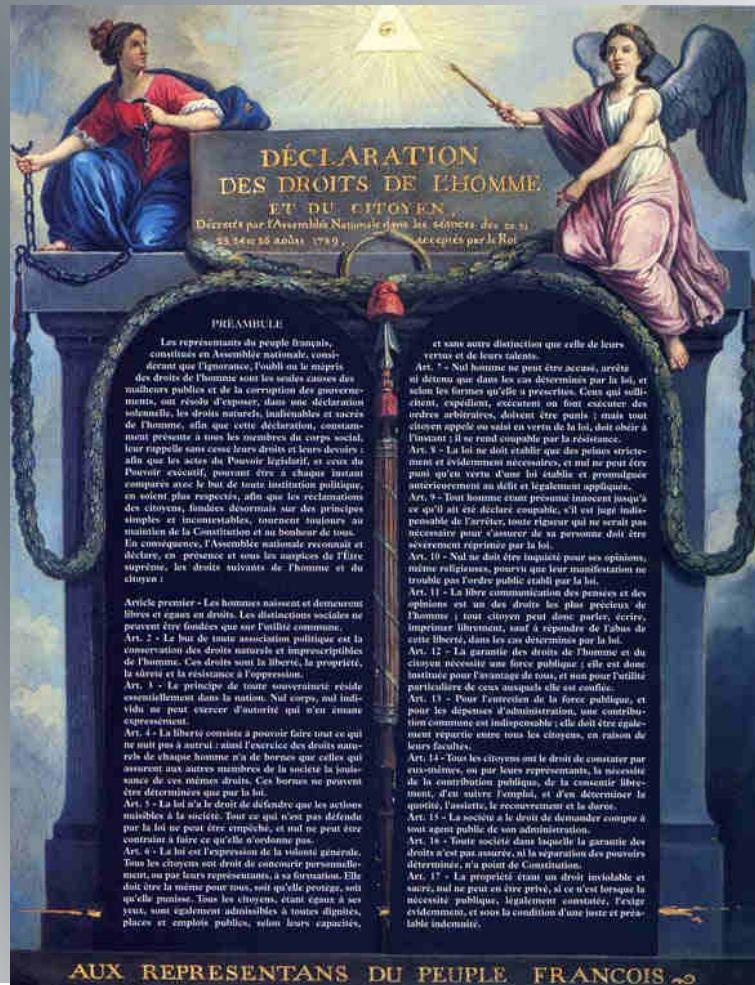 DÉCLARATION
DES DROITS DE L'HOMME
ET DU CITOYEN,
Décretés par l'Assemblée Nationale dans les séances des 20.21
23.24 et 26 août 1789, acceptés par le Roi
PRÉAMBULE
Les représentants du peuple français,
constitués en Assemblée nationale, consi-
dérant que l'ignorance, l'oubli ou le mépris
des droits de l'homme sont les seules causes des
malheurs publics et de la corruption des gouverne-
ments, ont résolu d'exposer, dans une déclaration
solennelle, les droits naturels, inaliénables et sacrés
de l'homme, afin que cette déclaration, constam-
ment présente à tous les membres du corps social,
leur rappelle sans cesse leurs droits et leurs devoirs ;
afin que les actes du Pouvoir législatif, et ceux du
Pouvoir exécutif, pouvant être à chaque instant
comparés avec le but de toute institution politique,
en soient plus respectés, afin que les réclamations
des citoyens, fondées désormais sur des principes
simples et incontestables, tournent toujours au
maintien de la Constitution et au bonheur de tous.
En conséquence, l'Assemblée nationale reconnaît et
déclare, en présence et sous les auspices de l'Être
suprême, les droits suivants de l'homme et du
citoyen :
Article premier - Les hommes naissent et demeurent
libres et égaux en droits. Les distinctions sociales ne
peuvent être fondées que sur l'utilité commune.
Art. 2 - Le but de toute association politique est la
conservation des droits naturels et imprescriptibles
de l'homme. Ces droits sont la liberté, la propriété,
la sûreté et la résistance à l'oppression.
Art. 3 - Le principe de toute souveraineté réside
essentiellement dans la nation. Nul corps, nul indi-
vidu ne peut exercer d'autorité qui n'en émane
expressément.
Art. 4 - La liberté consiste à pouvoir faire tout ce qui
ne nuit pas à autrui : ainsi l'exercice des droits natu-
rels de chaque homme n'a de bornes que celles qui
assurent aux autres membres de la société la jouis-
sance de ces mêmes droits. Ces bornes ne peuvent
être déterminées que par la loi.
Art. 5 - La loi n'a le droit de défendre que les actions
nuisibles à la société. Tout ce qui n'est pas défendu
par la loi ne peut être empêché, et nul ne peut être
contraint à faire ce qu'elle n'ordonne pas.
Art. 6 - La loi est l'expression de la volonté générale.
Tous les citoyens ont droit de concourir personnelle-
ment, ou par leurs représentants, à sa formation. Elle
doit être la même pour tous, soit qu'elle protège, soit
qu'elle punisse. Tous les citoyens, étant égaux à ses
yeux, sont également admissibles à toutes dignités,
places et emplois publics, selon leurs capacités,
et sans autre distinction que celle de leurs
vertus et de leurs talents.
Art. 7 - Nul homme ne peut être accusé, arrêté
ni détenu que dans les cas déterminés par la loi, et
selon les formes qu'elle a prescrites. Ceux qui solli-
citent, expédient, exécutent ou font exécuter des
ordres arbitraires, doivent être punis ; mais tout
citoyen appelé ou saisi en vertu de la loi, doit obéir à
l'instant ; il se rend coupable par la résistance.
Art. 8 - La loi ne doit établir que des peines stricte-
ment et évidemment nécessaires, et nul ne peut être
puni qu'en vertu d'une loi établie et promulguée
antérieurement au délit et légalement appliquée.
Art. 9 - Tout homme étant présumé innocent jusqu'à
ce qu'il ait été déclaré coupable, s'il est jugé indis-
pensable de l'arrêter, toute rigueur qui ne serait pas
nécessaire pour s'assurer de sa personne doit être
sévèrement réprimée par la loi.
Art. 10 - Nul ne doit être inquiété pour ses opinions,
même religieuses, pourvu que leur manifestation ne
trouble pas l'ordre public établi par la loi.
Art. 11 - La libre communication des pensées et des
opinions est un des droits les plus précieux de
l'homme ; tout citoyen peut donc parler, écrire,
imprimer librement, sauf à répondre de l'abus de
cette liberté, dans les cas déterminés par la loi.
Art. 12 - La garantie des droits de l'homme et du
citoyen nécessite une force publique ; elle est donc
instituée pour l'avantage de tous, et non pour l'utilité
particulière de ceux auxquels elle est confiée.
Art. 13 - Pour l'entretien de la force publique, et
pour les dépenses d'administration, une contribu-
tion commune est indispensable ; elle doit être égale-
ment répartie entre tous les citoyens, en raison de
leurs facultés.
Art. 14 - Tous les citoyens ont le droit de constater par
eux-mêmes, ou par leurs représentants, la nécessité
de la contribution publique, de la consentir libre-
ment, d'en suivre l'emploi, et d'en déterminer la
quotité, l'assiette, le recouvrement et la durée.
Art. 15 - La société a le droit de demander compte à
tout agent public de son administration.
Art. 16 - Toute société dans laquelle la garantie des
droits n'est pas assurée, ni la séparation des pouvoirs
déterminée, n'a point de Constitution.
Art. 17 - La propriété étant un droit inviolable et
sacré, nul ne peut en être privé, si ce n'est lorsque la
nécessité publique, légalement constatée, l'exige
évidemment, et sous la condition d'une juste et préa-
lable indemnité.
AUX REPRESENTANS DU PEUPLE FRANCOIS